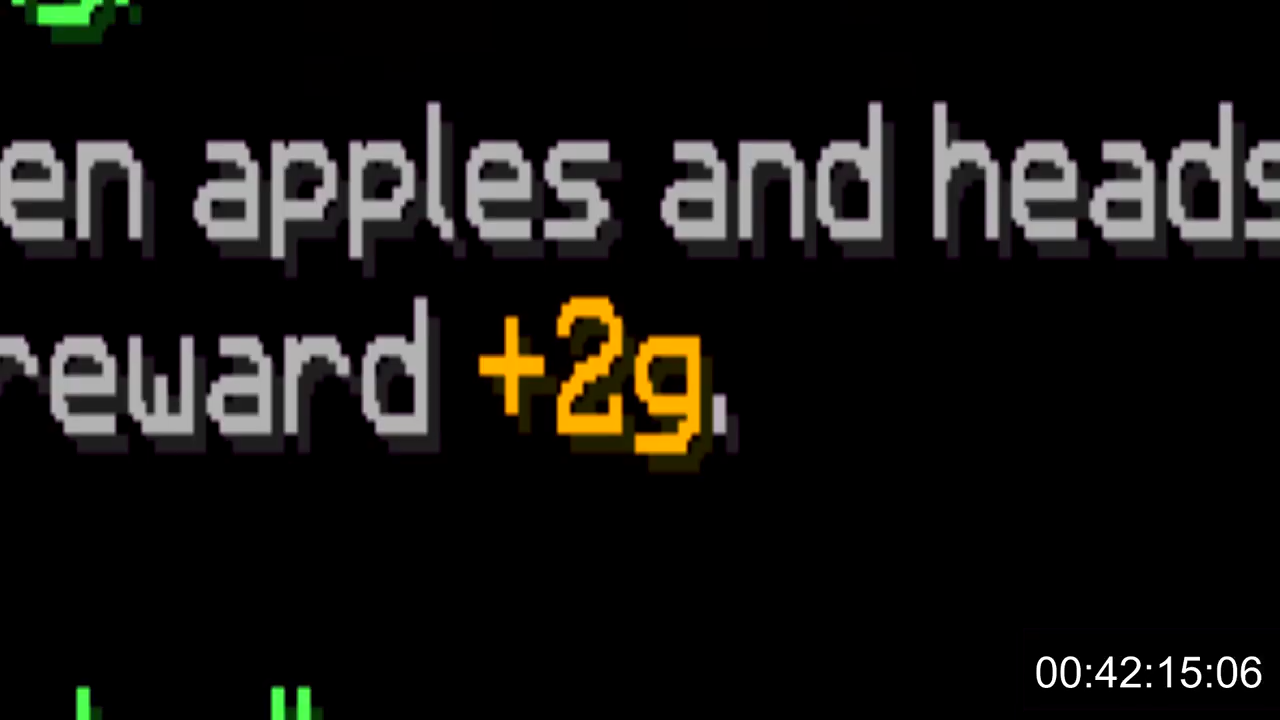 en apples and heads
reward +2g.
00:42:15:06